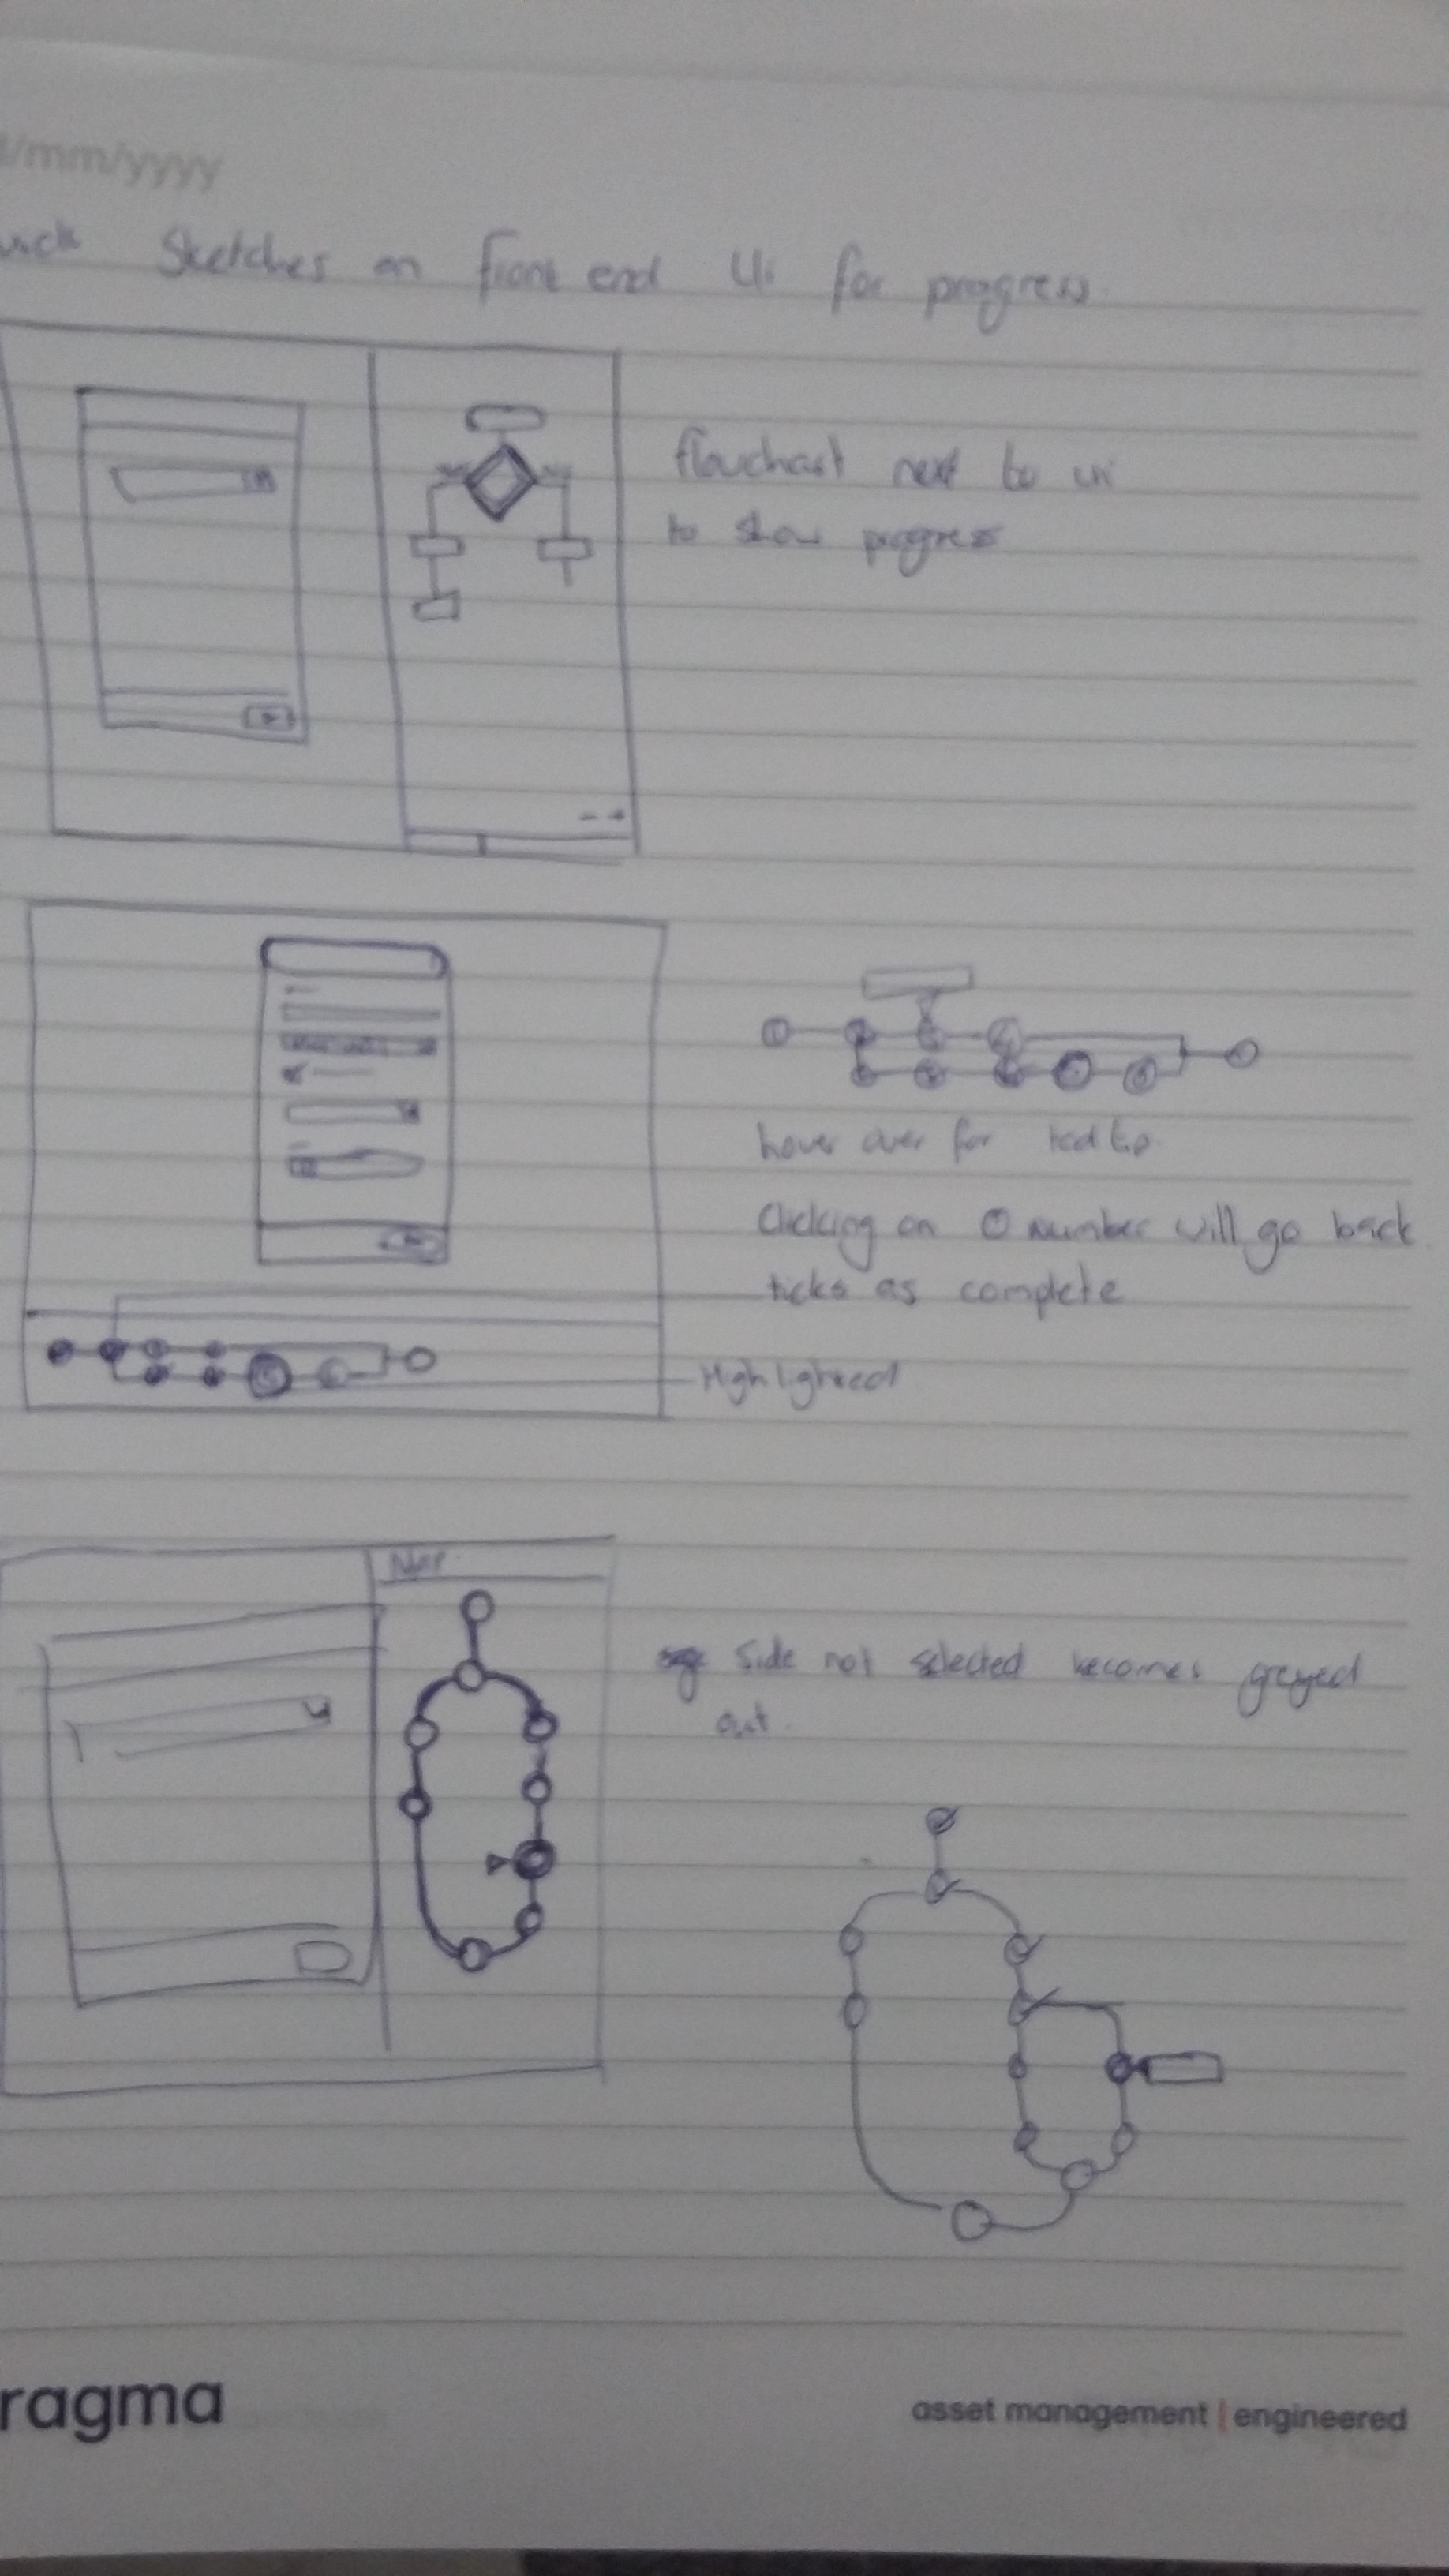 /mm/yyyy
Sketches on front end Ui for progress.
flowchart next to ui
to show progress
hover over for tool tip
Clicking on number will go back
ticks as complete
Highlighted
Side not selected becomes greyed
out.
ragma
asset management | engineered